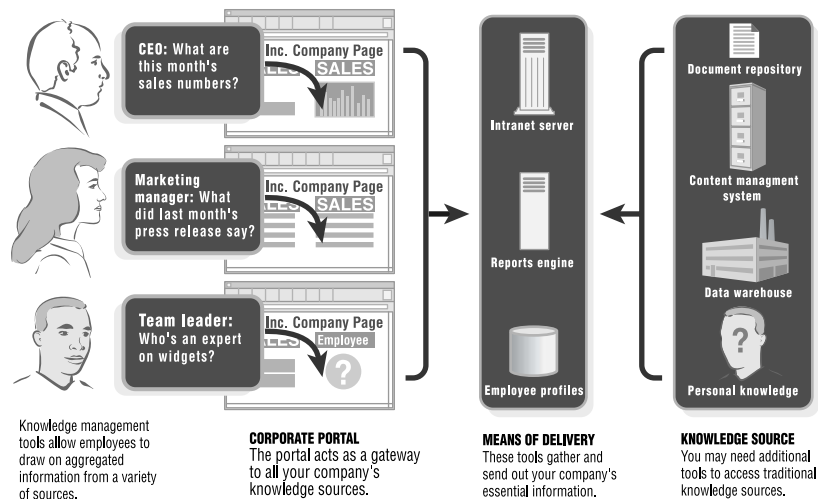 CEO: What are
this month's
sales numbers?
Inc. Company Page
LES SALES
Marketing
manager: What
did last month's
press release say?
Inc. Company Page
LES SALES
Team leader:
Who's an expert
on widgets?
Inc. Company Page
LES Employee
?
Intranet server
Reports engine
Employee profiles
Document repository
Content managment
system
Data warehouse
?
Personal knowledge
Knowledge management
tools allow employees to
draw on aggregated
information from a variety
of sources.
CORPORATE PORTAL
The portal acts as a gateway
to all your company's
knowledge sources.
MEANS OF DELIVERY
These tools gather and
send out your company's
essential information.
KNOWLEDGE SOURCE
You may need additional
tools to access traditional
knowledge sources.